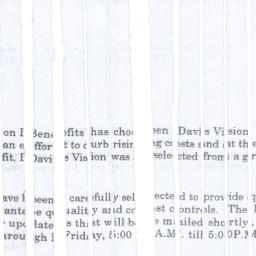 on Benefits has chosen Davis Vision
an effort to curb rising costs and at the
fit, Davis Vision was selected from a gr
ave been carefully selected to provide
antee quality and cost controls. The
updates that will be mailed shortly
hrough Friday, 8:00 A.M. till 5:00 P.M